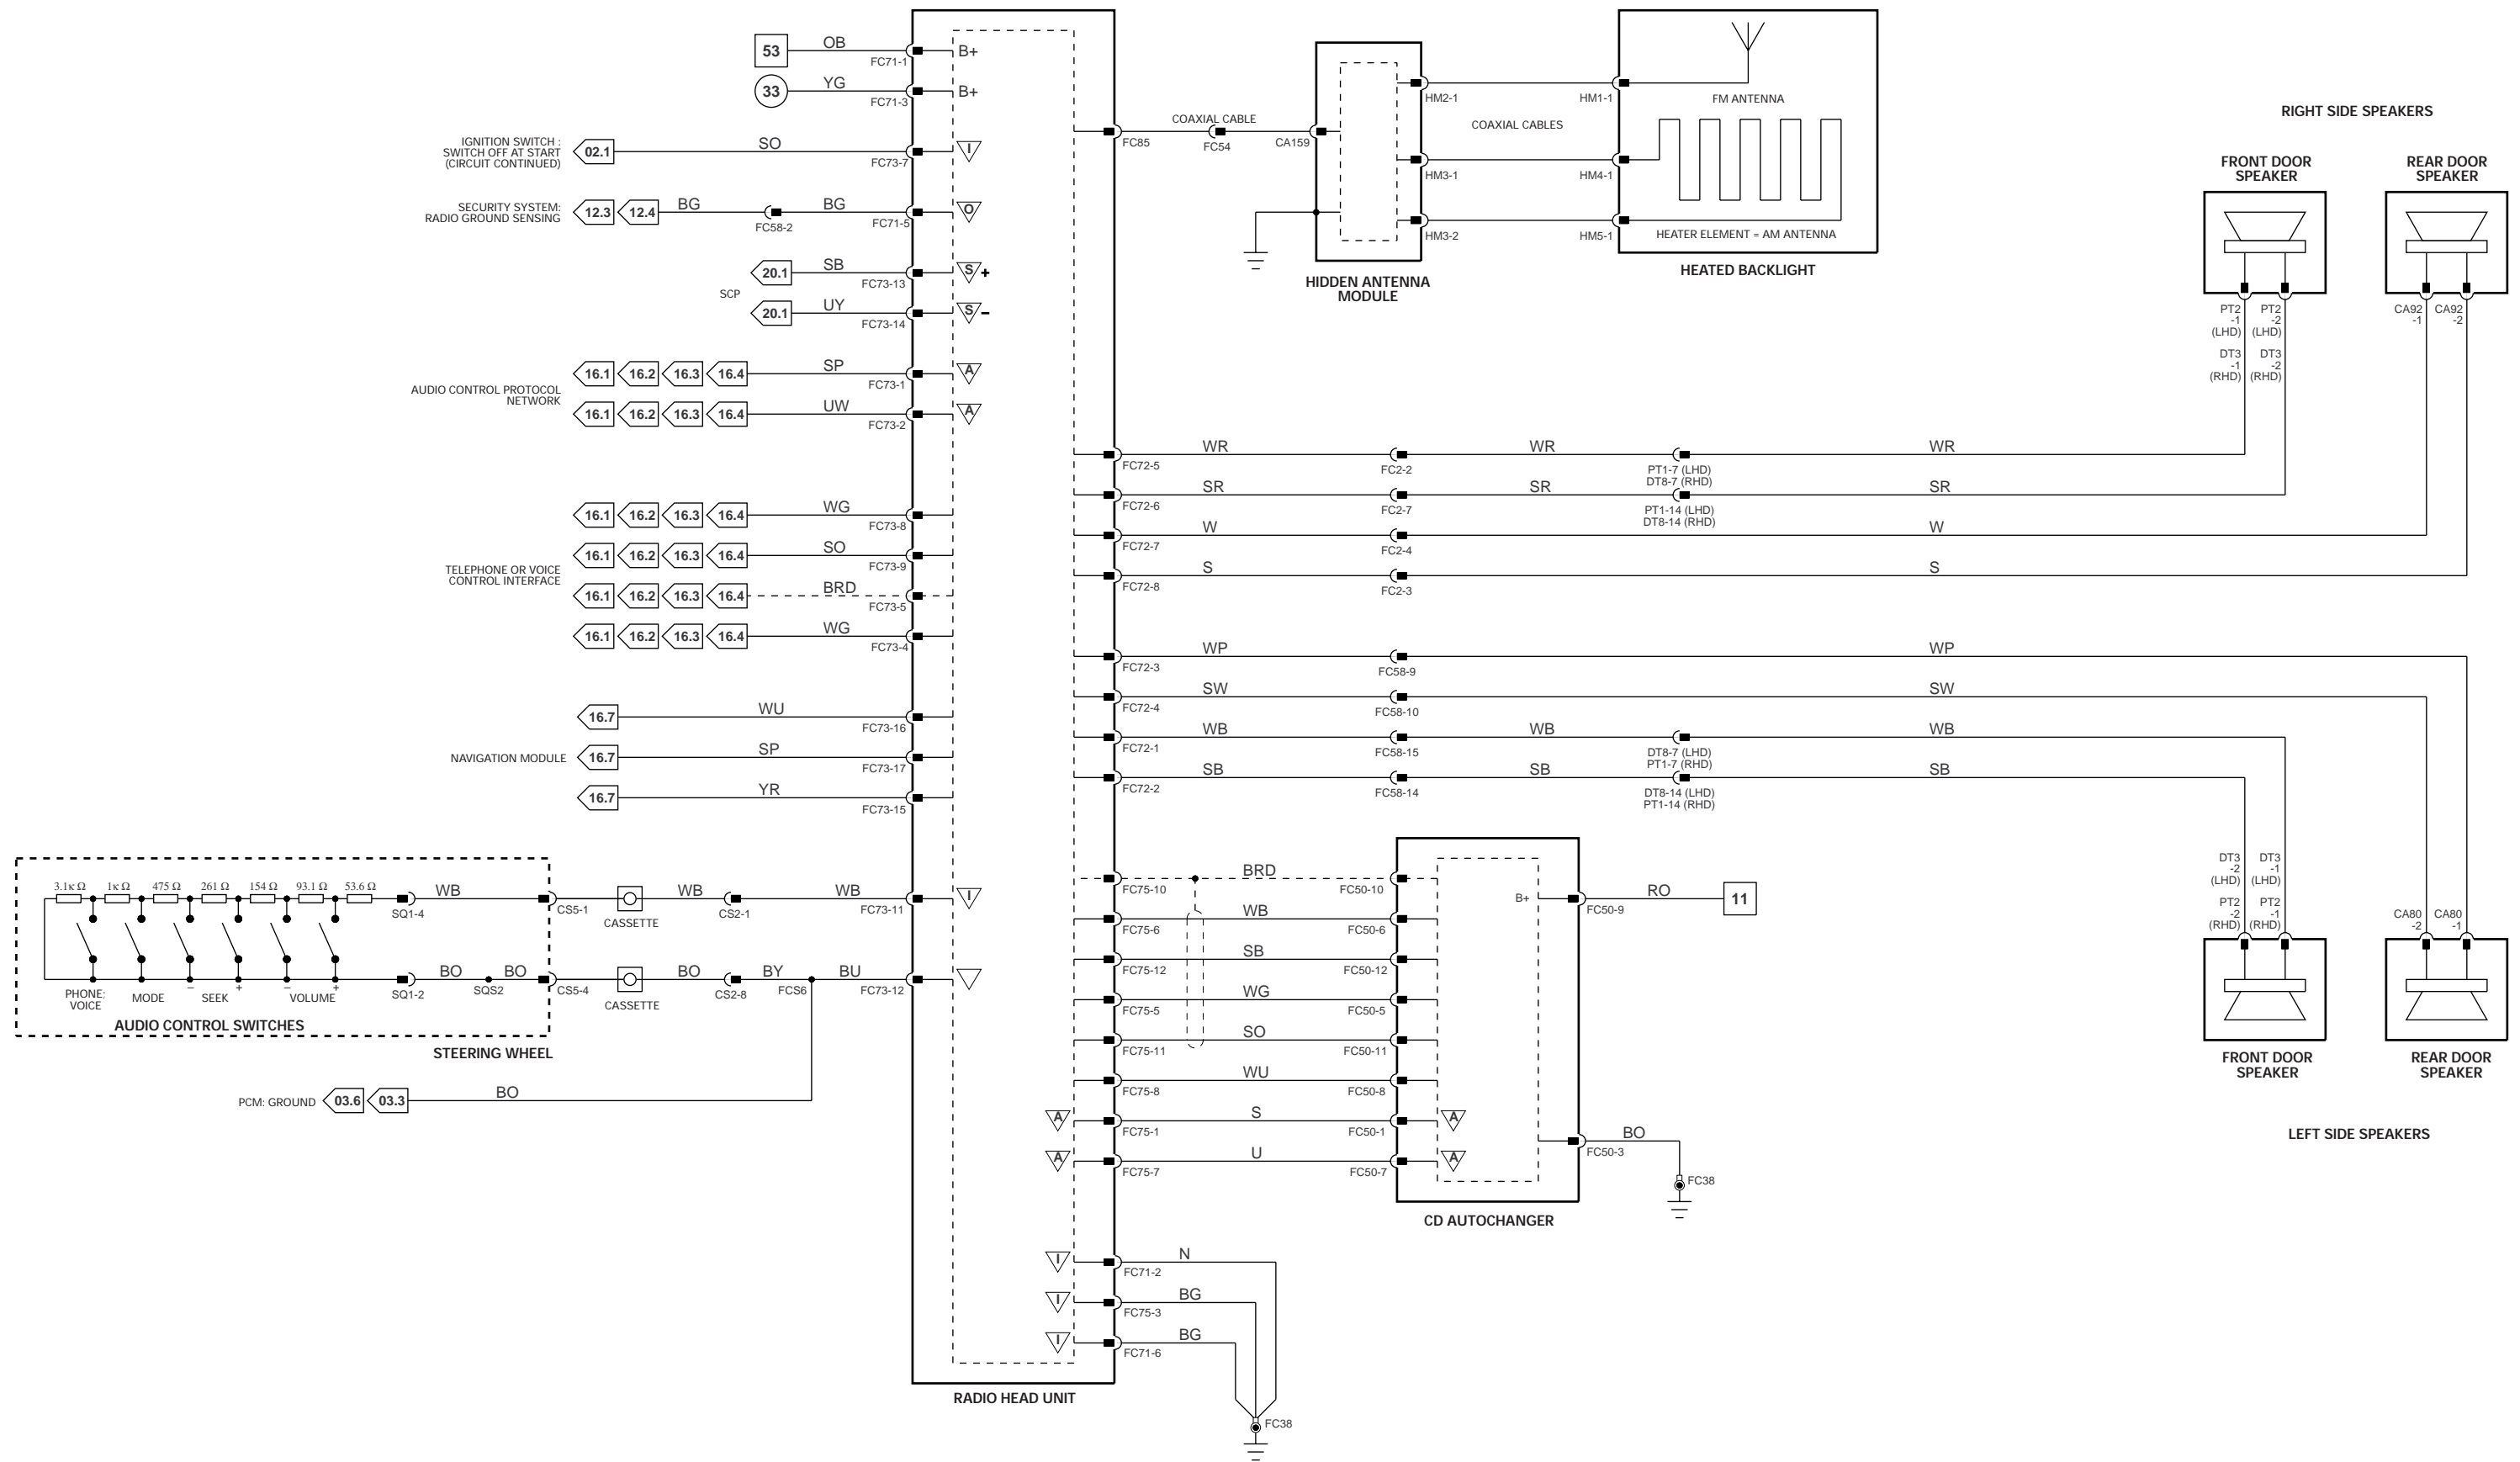 53
OB
FC71-1
B+
33
YG
FC71-3
B+
IGNITION SWITCH :
SWITCH OFF AT START
(CIRCUIT CONTINUED)
02.1
SO
FC73-7
I
SECURITY SYSTEM:
RADIO GROUND SENSING
12.3
12.4
BG
FC58-2
BG
FC71-5
O
20.1
SB
FC73-13
S
+
SCP
20.1
UY
FC73-14
S
–
AUDIO CONTROL PROTOCOL
NETWORK
16.1
16.2
16.3
16.4
SP
FC73-1
A
16.1
16.2
16.3
16.4
UW
FC73-2
A
TELEPHONE OR VOICE
CONTROL INTERFACE
16.1
16.2
16.3
16.4
WG
FC73-8
16.1
16.2
16.3
16.4
SO
FC73-9
16.1
16.2
16.3
16.4
BRD
FC73-5
16.1
16.2
16.3
16.4
WG
FC73-4
16.7
WU
FC73-16
NAVIGATION MODULE
16.7
SP
FC73-17
16.7
YR
FC73-15
3.1K Ω
1K Ω
475 Ω
261 Ω
154 Ω
93.1 Ω
53.6 Ω
SQ1-4
WB
CS5-1
CASSETTE
WB
CS2-1
WB
FC73-11
I
PHONE:
VOICE
MODE
–
SEEK
+
–
VOLUME
+
SQ1-2
BO
SQS2
BO
CS5-4
CASSETTE
BO
CS2-8
BY
FCS6
BU
FC73-12
AUDIO CONTROL SWITCHES
STEERING WHEEL
PCM: GROUND
03.6
03.3
BO
RADIO HEAD UNIT
FC85
COAXIAL CABLE
FC54
CA159
HM2-1
HM3-1
HM3-2
HIDDEN ANTENNA
MODULE
COAXIAL CABLES
HM1-1
HM4-1
HM5-1
FM ANTENNA
HEATER ELEMENT = AM ANTENNA
HEATED BACKLIGHT
RIGHT SIDE SPEAKERS
FRONT DOOR
SPEAKER
REAR DOOR
SPEAKER
PT2
-1
(LHD)
PT2
-2
(LHD)
DT3
-1
(RHD)
DT3
-2
(RHD)
CA92
-1
CA92
-2
FC72-5
WR
FC2-2
WR
PT1-7 (LHD)
DT8-7 (RHD)
WR
FC72-6
SR
FC2-7
SR
PT1-14 (LHD)
DT8-14 (RHD)
SR
FC72-7
W
FC2-4
W
FC72-8
S
FC2-3
S
FC72-3
WP
FC58-9
WP
FC72-4
SW
FC58-10
SW
FC72-1
WB
FC58-15
WB
DT8-7 (LHD)
PT1-7 (RHD)
WB
FC72-2
SB
FC58-14
SB
DT8-14 (LHD)
PT1-14 (RHD)
SB
DT3
-2
(LHD)
DT3
-1
(LHD)
PT2
-2
(RHD)
PT2
-1
(RHD)
CA80
-2
CA80
-1
FRONT DOOR
SPEAKER
REAR DOOR
SPEAKER
LEFT SIDE SPEAKERS
FC75-10
BRD
FC50-10
FC75-6
WB
FC50-6
FC75-12
SB
FC50-12
FC75-5
WG
FC50-5
FC75-11
SO
FC50-11
FC75-8
WU
FC50-8
A
FC75-1
S
FC50-1
A
A
FC75-7
U
FC50-7
A
B+
FC50-9
RO
11
FC50-3
BO
FC38
CD AUTOCHANGER
I
FC71-2
N
I
FC75-3
BG
I
FC71-6
BG
FC38